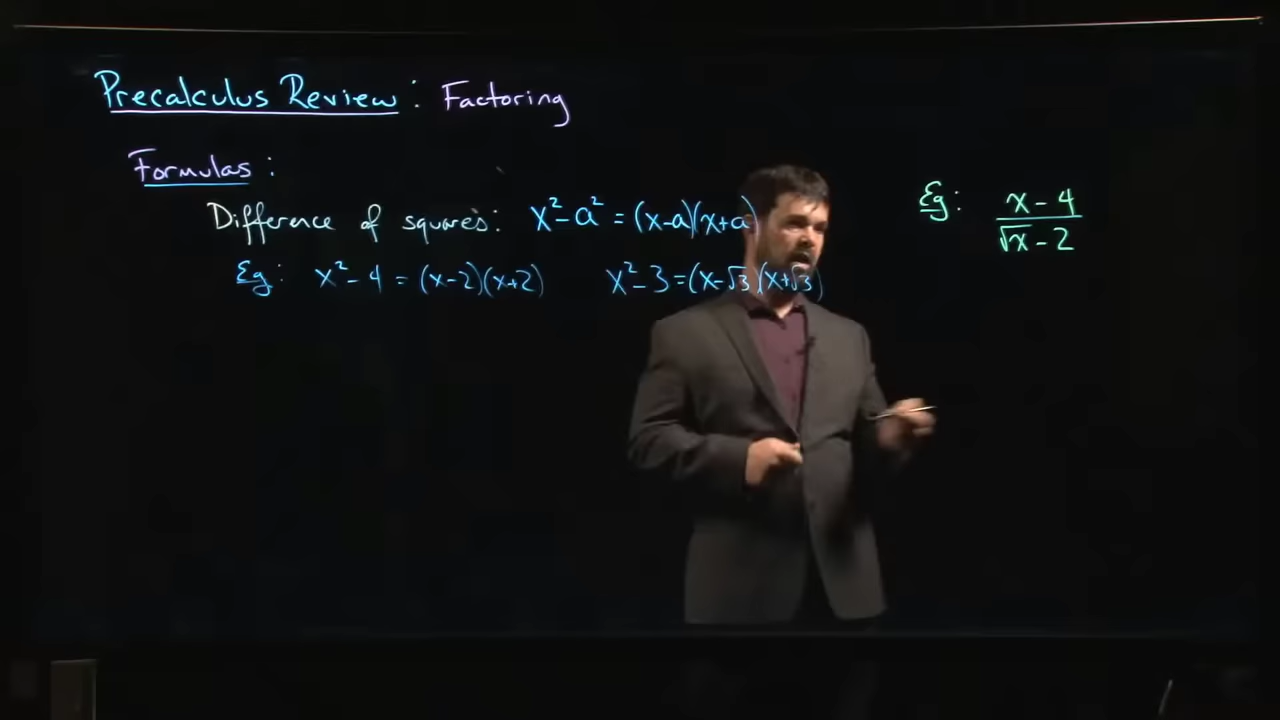 Precalculus Review: Factoring
Formulas:
Difference of squares: x² - a² = (x-a)(x+a)
Eg: x² - 4 = (x-2)(x+2) x² - 3 = (x-√3)(x+√3)
Eg: x - 4
√x - 2